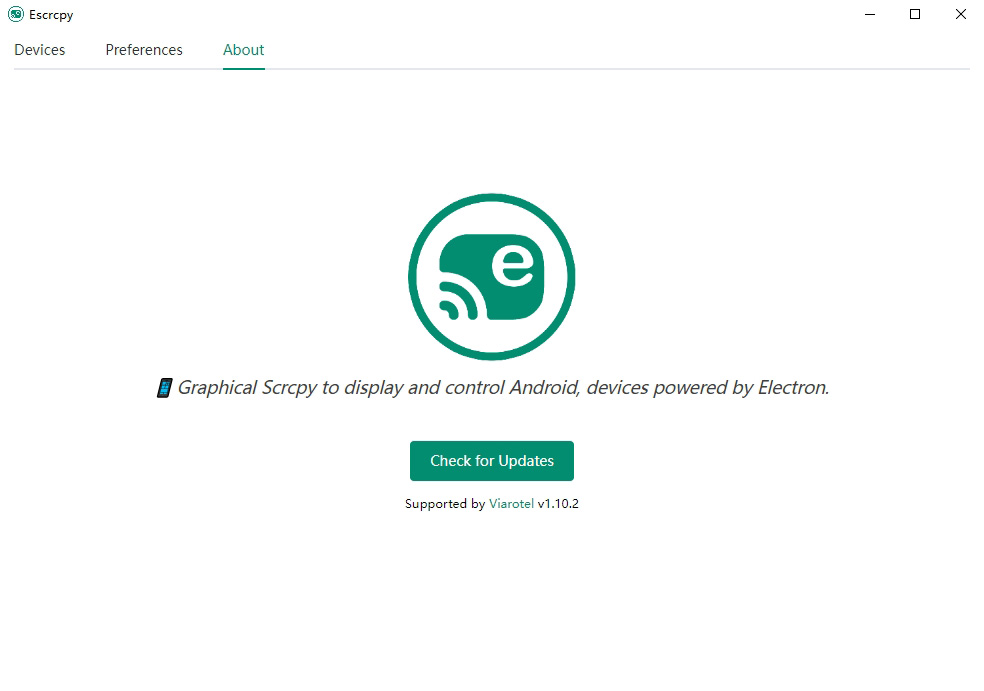 Escrcpy
Devices Preferences About
e
📱 Graphical Scrcpy to display and control Android, devices powered by Electron.
Check for Updates
Supported by Viarotel v1.10.2